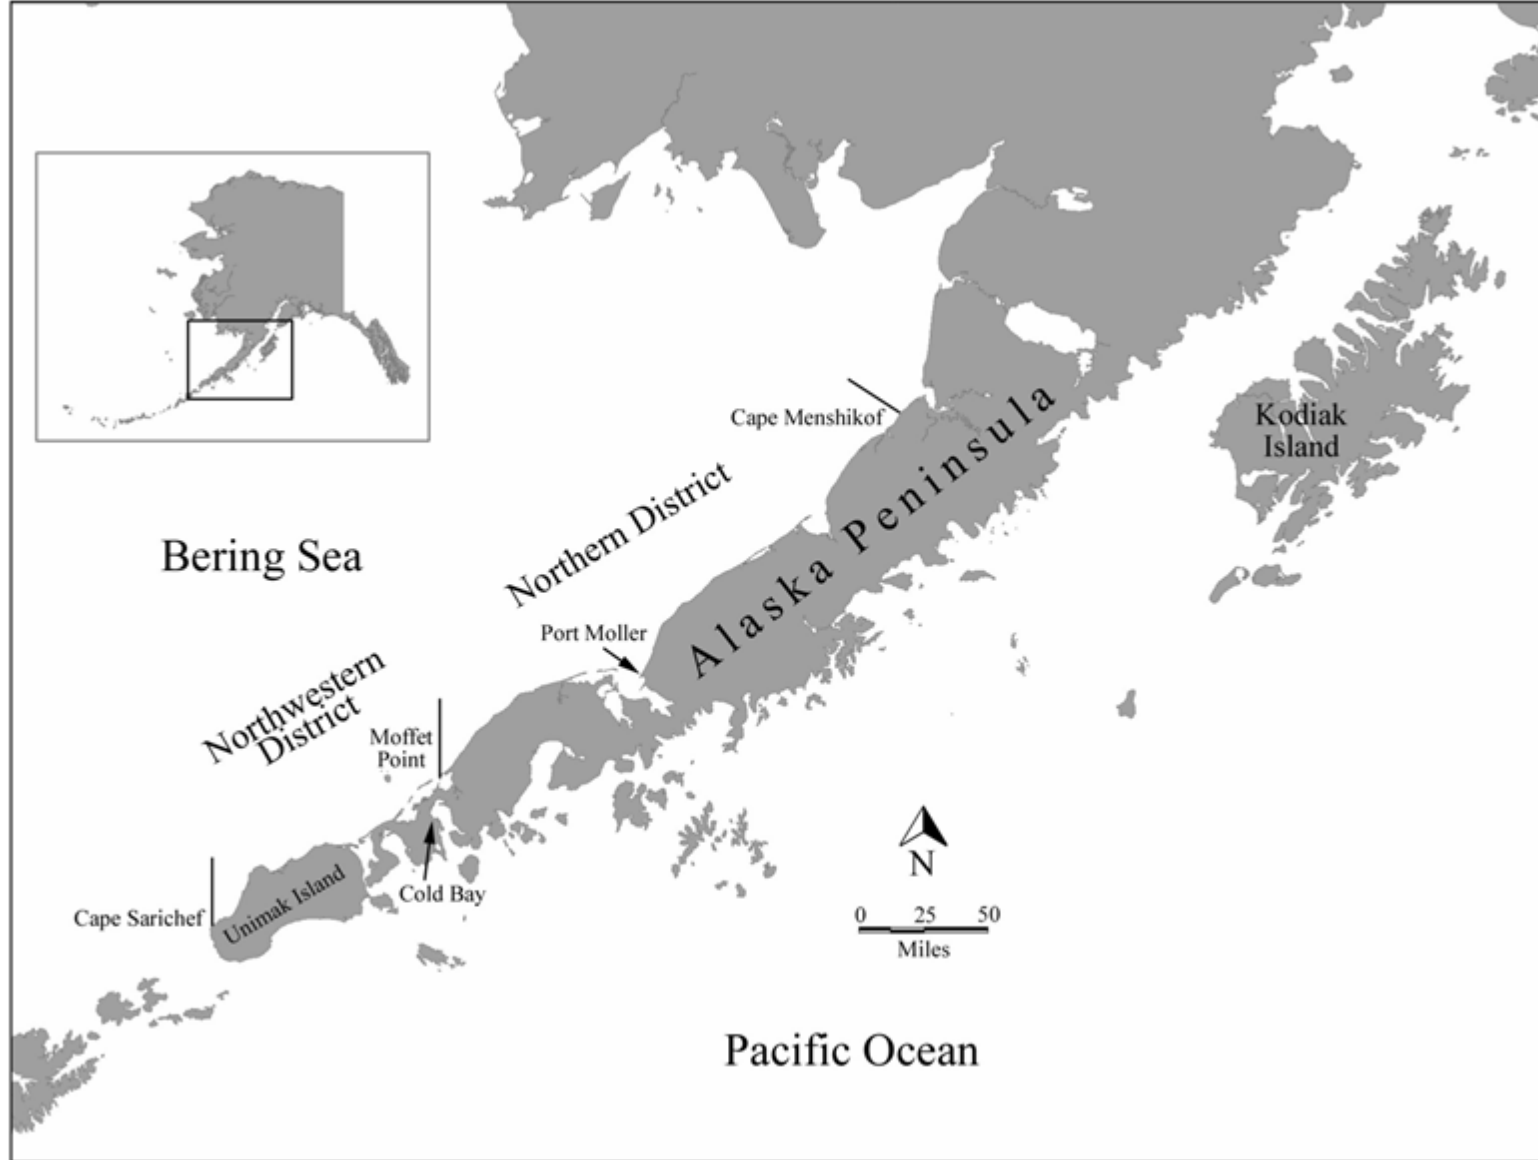 Cape Menshikof
Kodiak
Island
Alaska Peninsula
Northern District
Bering Sea
Port Moller
Northwestern
District
Moffet
Point
Cold Bay
Unimak Island
Cape Sarichef
N
0 25 50
Miles
Pacific Ocean